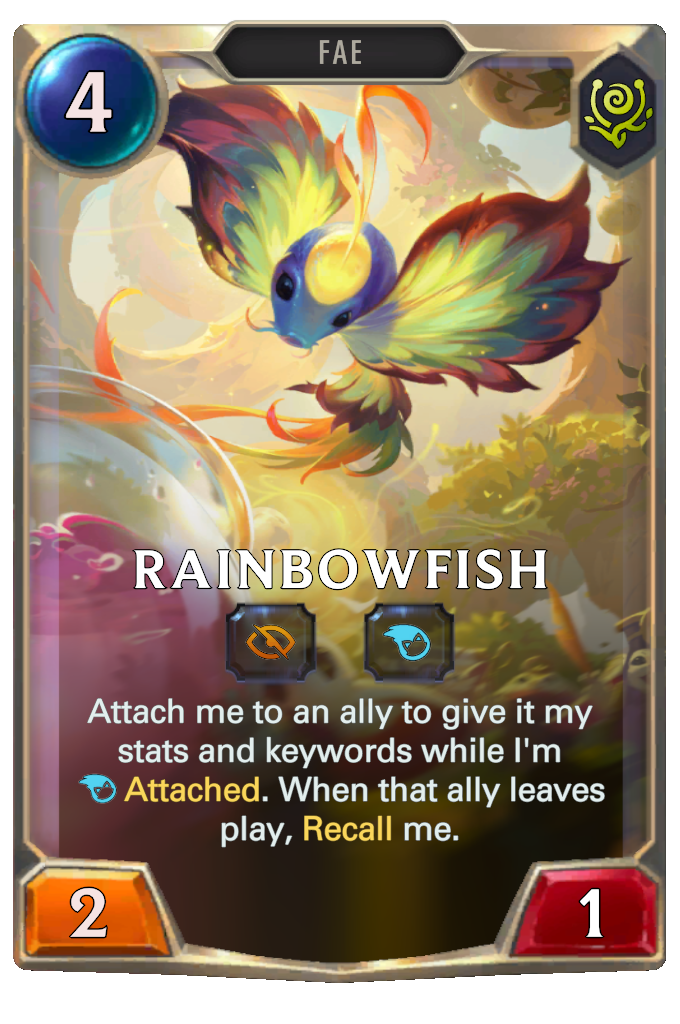 FAE
4
RAINBOWFISH
Attach me to an ally to give it my
stats and keywords while I'm
Attached. When that ally leaves
play, Recall me.
2
1